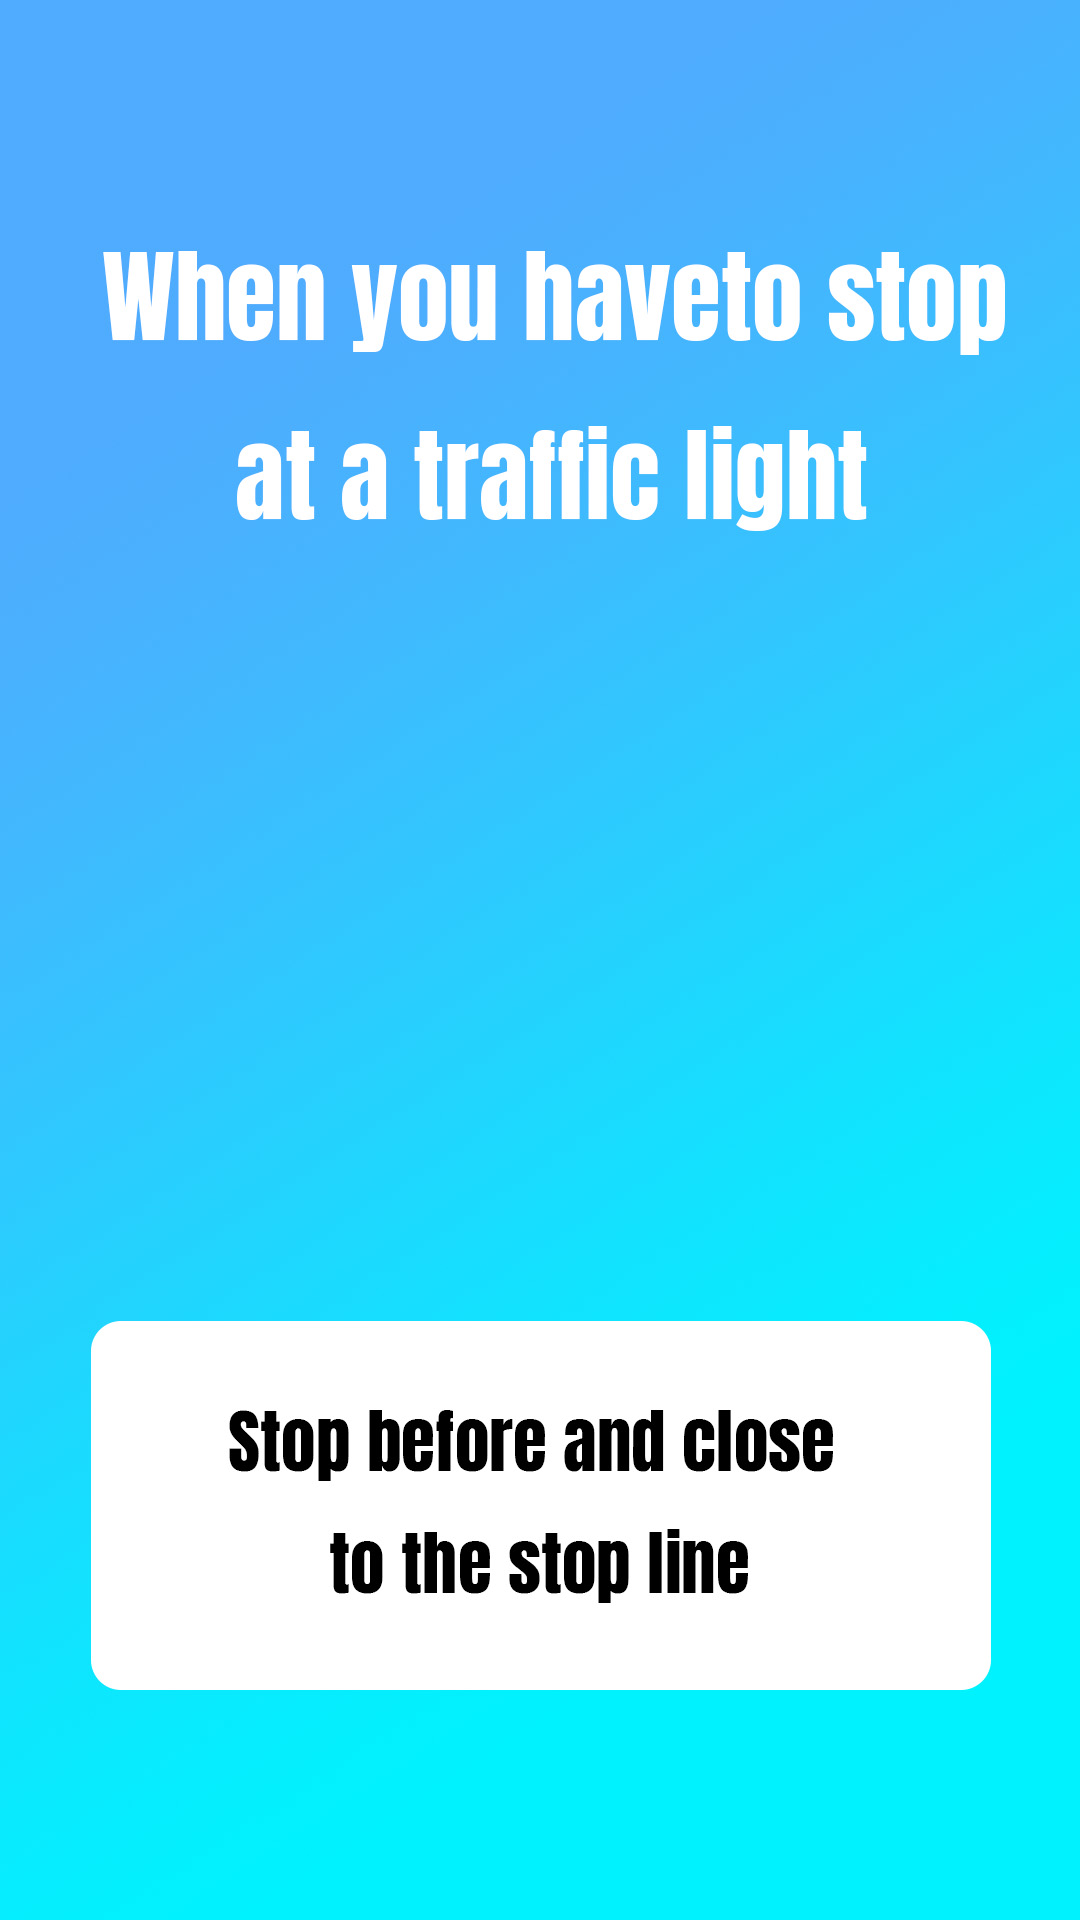 When you haveto stop
at a traffic light
Stop before and close
to the stop line